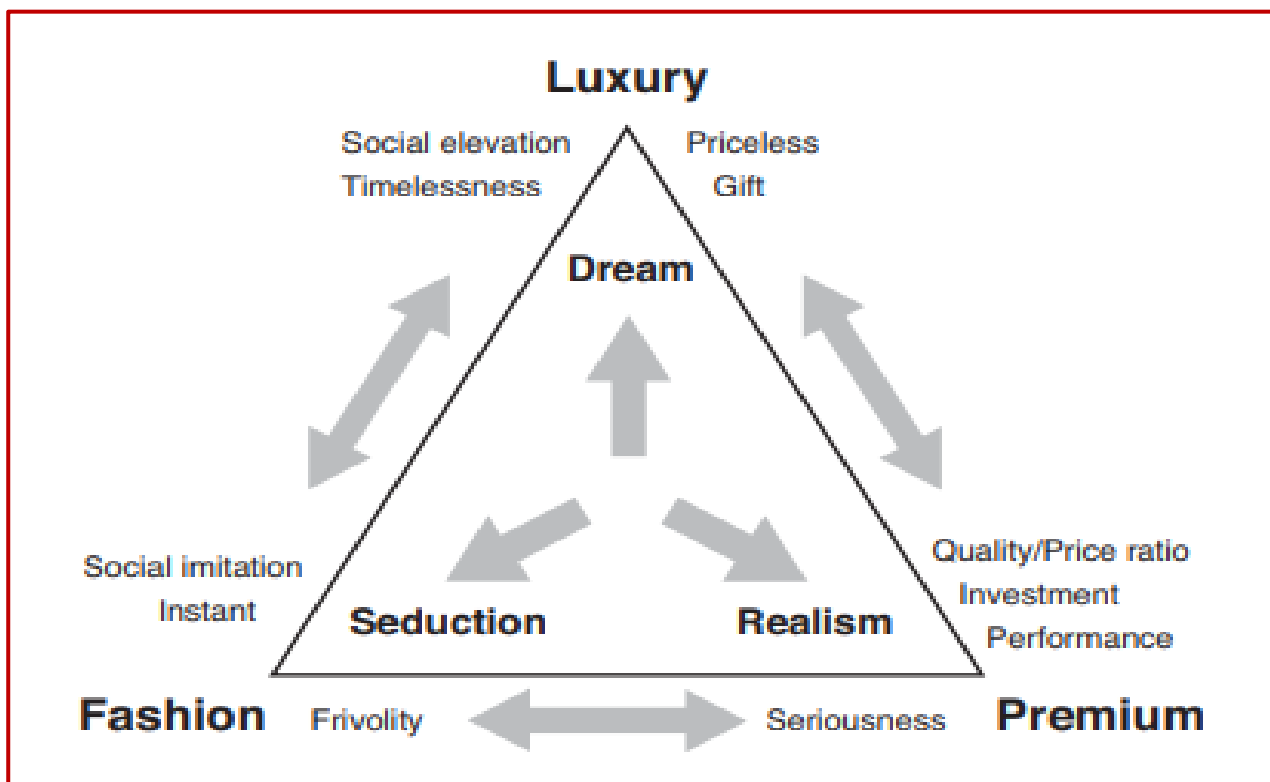 Luxury
Social elevation
Timelessness
Priceless
Gift
Dream
Social imitation
Instant
Quality/Price ratio
Investment
Performance
Seduction
Realism
Fashion
Frivolity
Seriousness
Premium